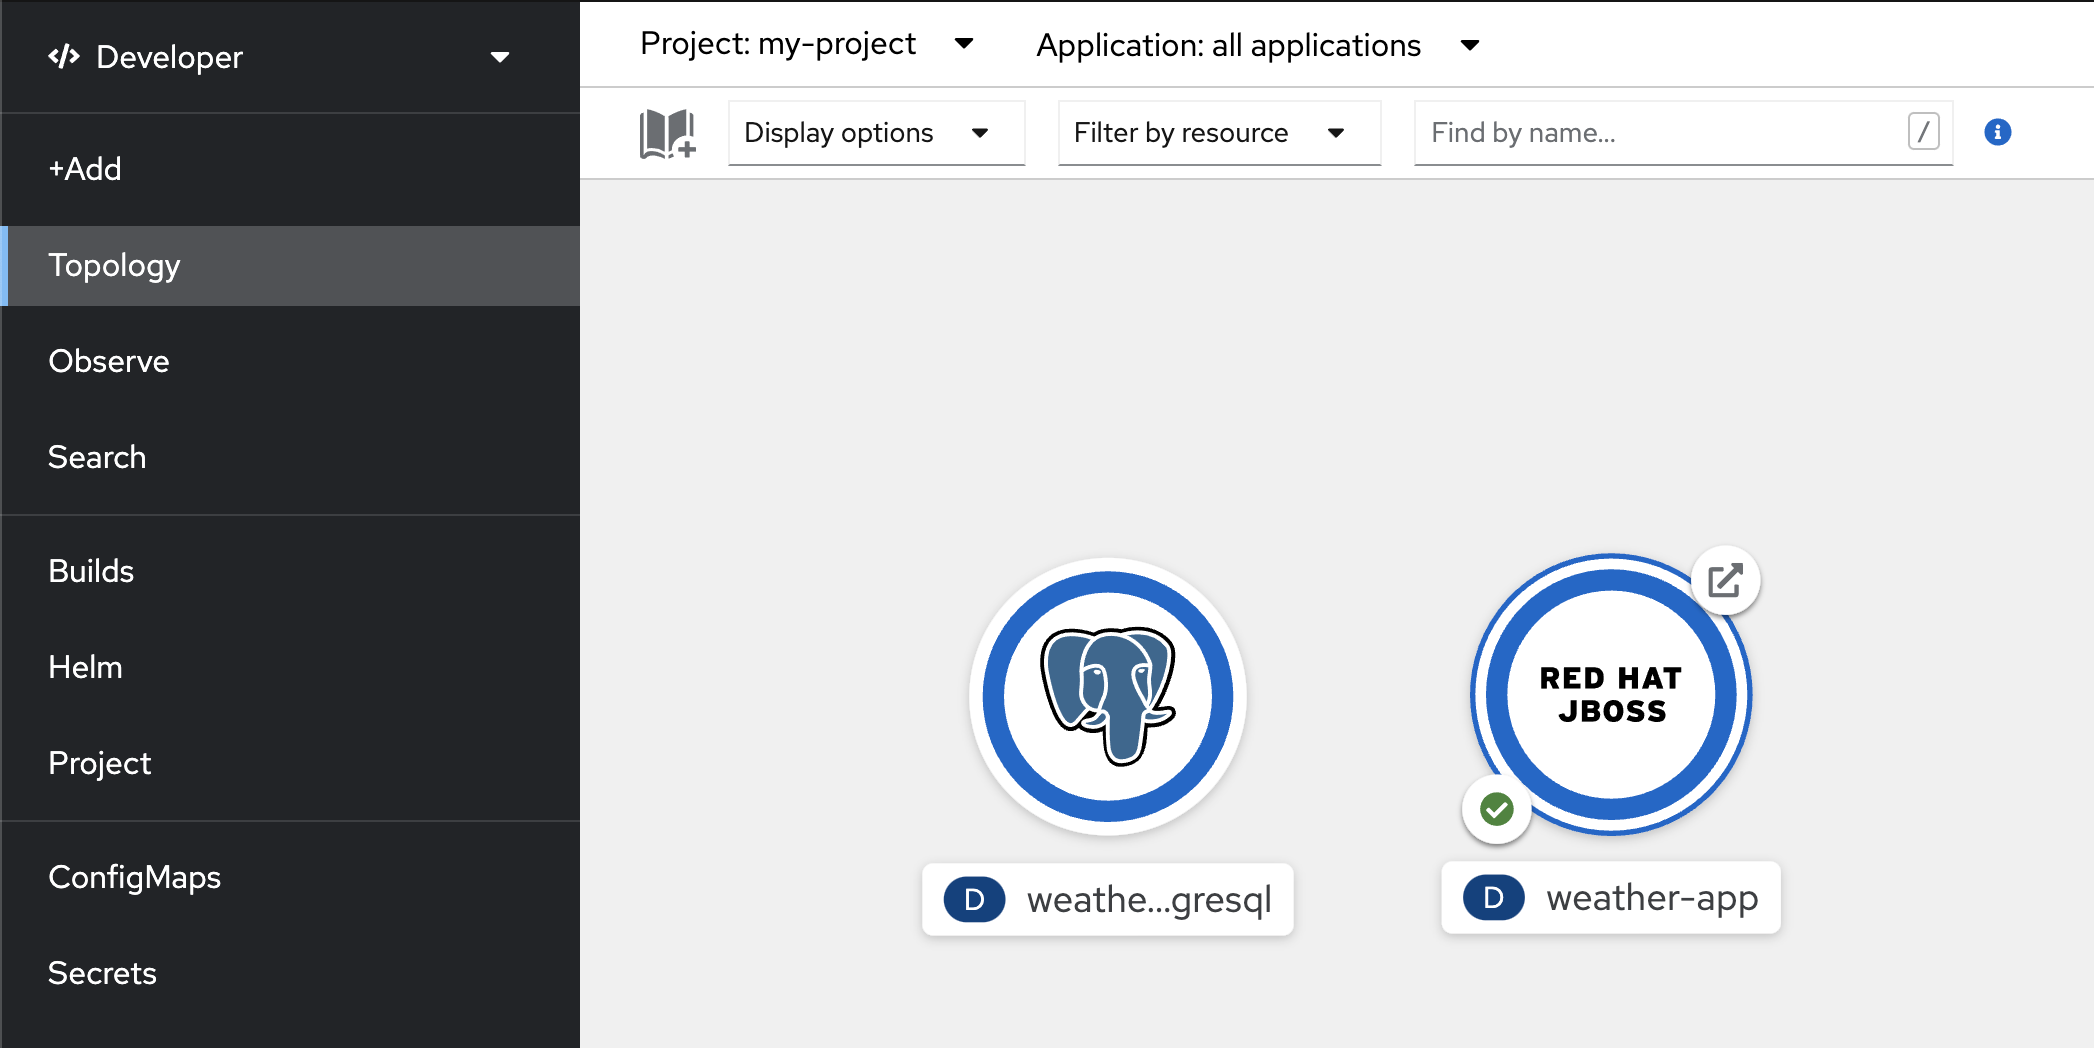 Developer
+Add
Topology
Observe
Search
Builds
Helm
Project
ConfigMaps
Secrets
Project: my-project
Application: all applications
Display options
Filter by resource
Find by name...
/
i
RED HAT
JBOSS
D weathe...gresql
D weather-app